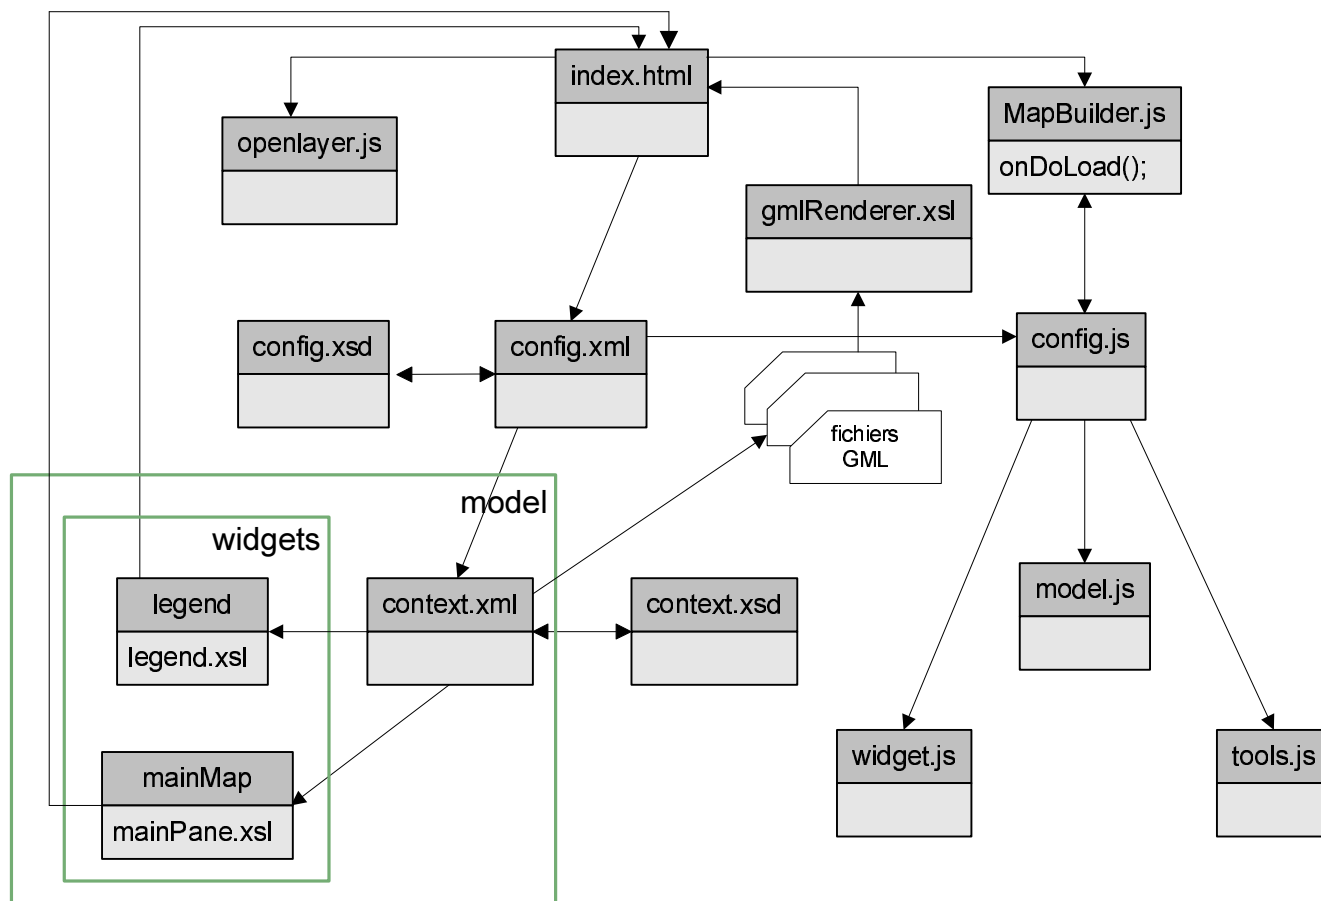 index.html
openlayer.js
MapBuilder.js
onDoLoad();
gmlRenderer.xsl
config.xsd
config.xml
config.js
fichiers
GML
model
widgets
legend
legend.xsl
context.xml
context.xsd
model.js
mainMap
mainPane.xsl
widget.js
tools.js